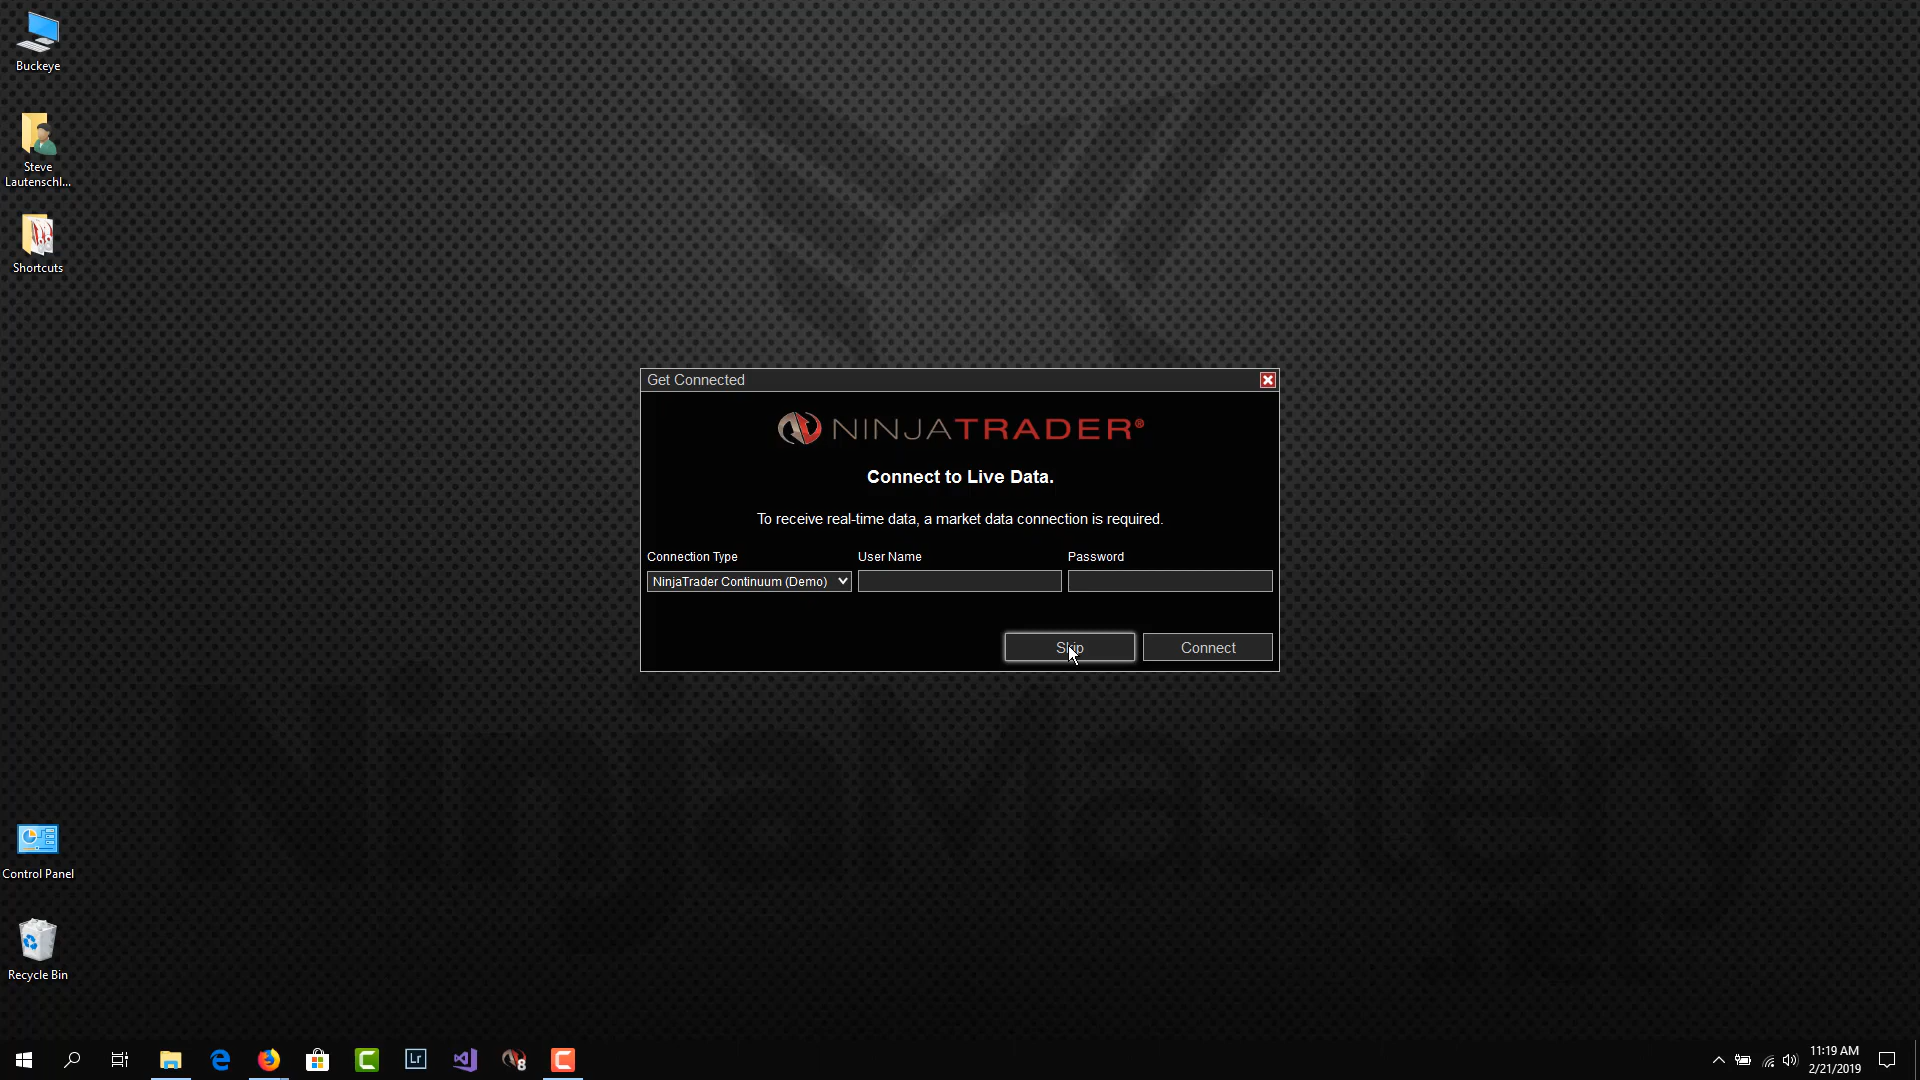 Buckeye
Steve
Lautenschl...
Shortcuts
Get Connected
NINJATRADER®
Connect to Live Data.
To receive real-time data, a market data connection is required.
Connection Type User Name Password
NinjaTrader Continuum (Demo)
Skip Connect
Control Panel
Recycle Bin
Lr
8
11:19 AM
2/21/2019